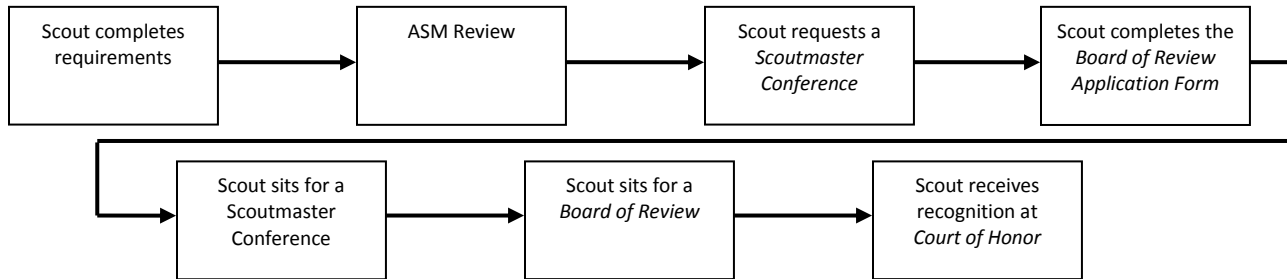 Scout completes
requirements
ASM Review
Scout requests a
Scoutmaster
Conference
Scout completes the
Board of Review
Application Form
Scout sits for a
Scoutmaster
Conference
Scout sits for a
Board of Review
Scout receives
recognition at
Court of Honor